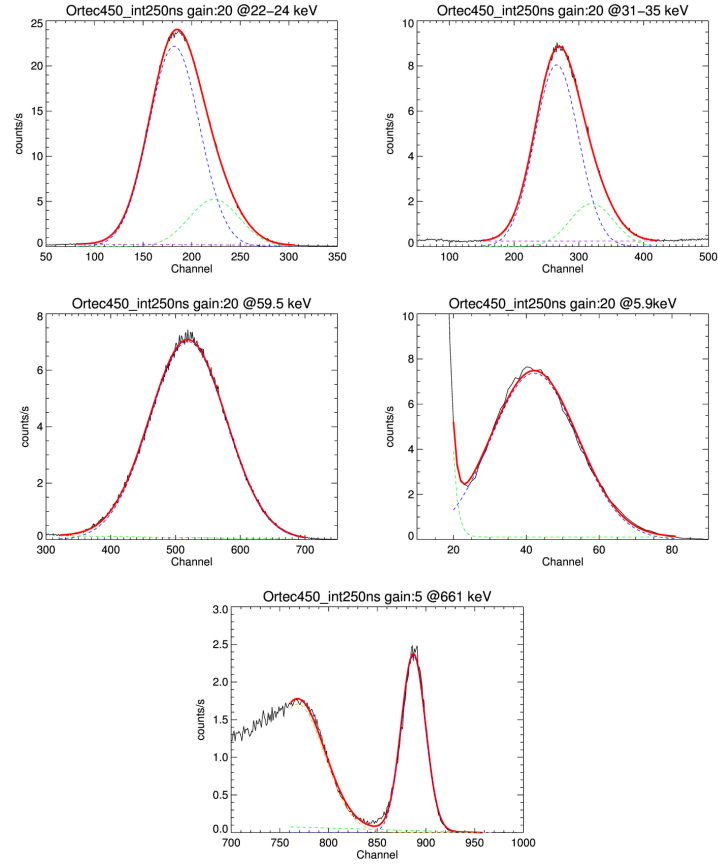 Ortec450_int250ns gain:20 @22−24 keV
25
20
15
10
5
0
counts/s
50 100 150 200 250 300 350
Channel
Ortec450_int250ns gain:20 @31−35 keV
10
8
6
4
2
0
counts/s
100 200 300 400 500
Channel
Ortec450_int250ns gain:20 @59.5 keV
8
6
4
2
0
counts/s
300 400 500 600 700
Channel
Ortec450_int250ns gain:20 @5.9keV
10
8
6
4
2
0
counts/s
20 40 60 80
Channel
Ortec450_int250ns gain:5 @661 keV
3.0
2.5
2.0
1.5
1.0
0.5
0.0
counts/s
700 750 800 850 900 950 1000
Channel